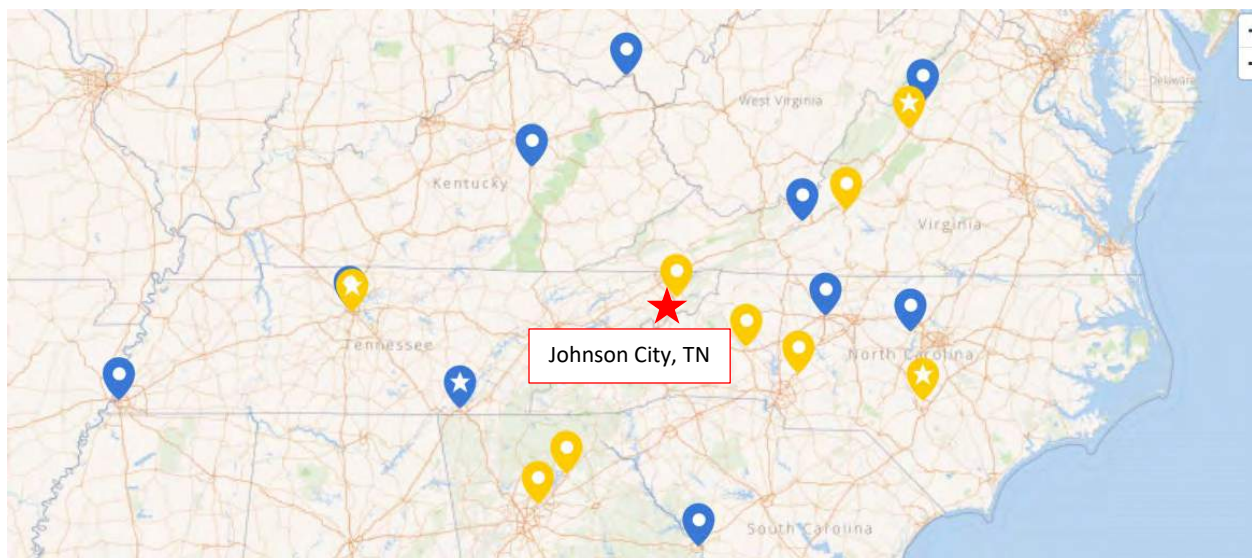 West Virginia
Delaware
Kentucky
Virginia
Johnson City, TN
Tennessee
North Carolina
South Carolina